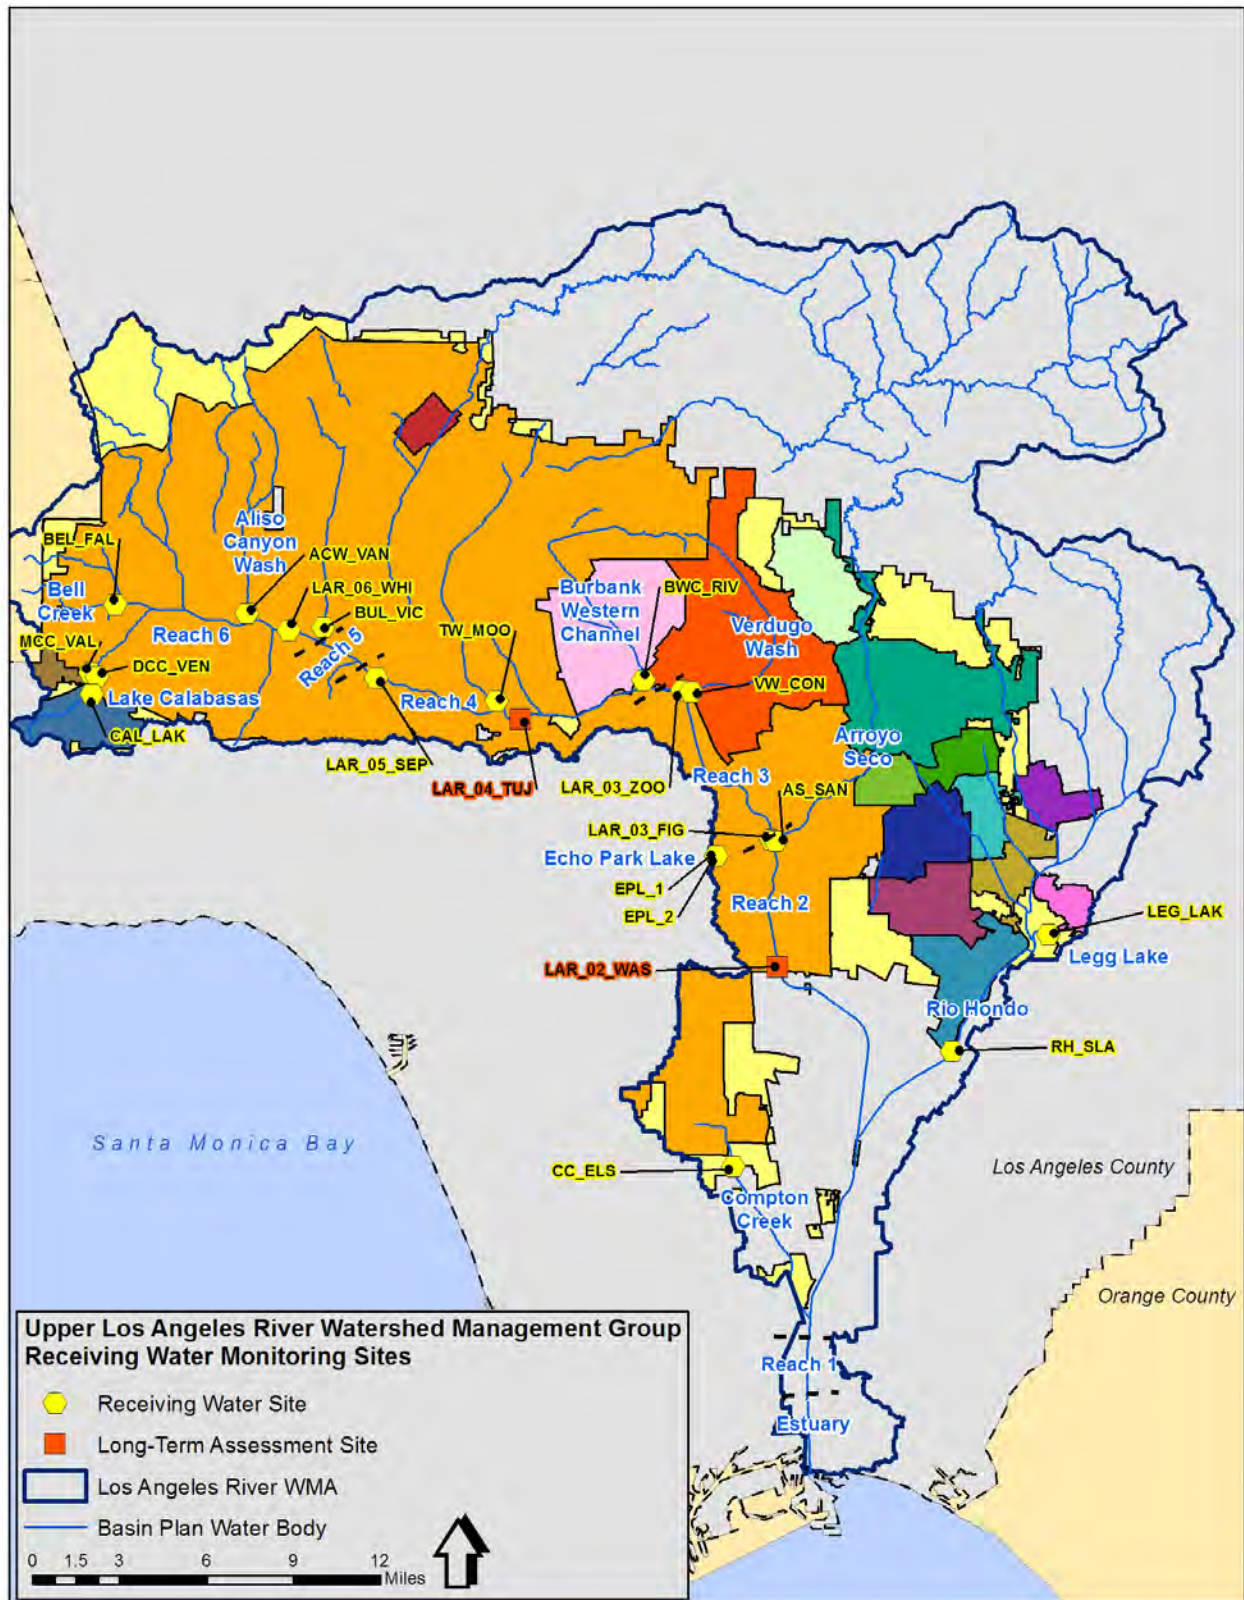 Aliso
Canyon
Wash
BEL_FAL
ACW_VAN
LAR_06_WHI
BUL_VIC
Bell
Creek
Reach 6
Reach 5
MCC_VAL
DCC_VEN
Lake Calabasas
CAL_LAK
TW_MOO
Reach 4
LAR_05_SEP
LAR_04_TUJ
Burbank
Western
Channel
BWC_RIV
Verdugo
Wash
VW_CON
LAR_03_ZOO
Reach 3
Arroyo
Seco
AS_SAN
LAR_03_FIG
Echo Park Lake
EPL_1
EPL_2
Reach 2
LAR_02_WAS
LEG_LAK
Legg Lake
Rio Hondo
RH_SLA
Santa Monica Bay
CC_ELS
Compton
Creek
Los Angeles County
Orange County
Reach 1
Estuary
Upper Los Angeles River Watershed Management Group
Receiving Water Monitoring Sites
Receiving Water Site
Long-Term Assessment Site
Los Angeles River WMA
Basin Plan Water Body
0 1.5 3 6 9 12
Miles